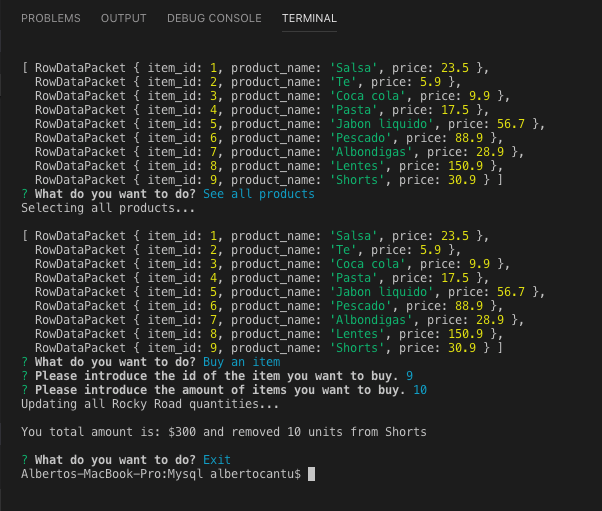 PROBLEMS OUTPUT DEBUG CONSOLE TERMINAL
[ RowDataPacket { item_id: 1, product_name: 'Salsa', price: 23.5 },
RowDataPacket { item_id: 2, product_name: 'Te', price: 5.9 },
RowDataPacket { item_id: 3, product_name: 'Coca cola', price: 9.9 },
RowDataPacket { item_id: 4, product_name: 'Pasta', price: 17.5 },
RowDataPacket { item_id: 5, product_name: 'Jabon liquido', price: 56.7 },
RowDataPacket { item_id: 6, product_name: 'Pescado', price: 88.9 },
RowDataPacket { item_id: 7, product_name: 'Albondigas', price: 28.9 },
RowDataPacket { item_id: 8, product_name: 'Lentes', price: 150.9 },
RowDataPacket { item_id: 9, product_name: 'Shorts', price: 30.9 } ]
? What do you want to do? See all products
Selecting all products...
[ RowDataPacket { item_id: 1, product_name: 'Salsa', price: 23.5 },
RowDataPacket { item_id: 2, product_name: 'Te', price: 5.9 },
RowDataPacket { item_id: 3, product_name: 'Coca cola', price: 9.9 },
RowDataPacket { item_id: 4, product_name: 'Pasta', price: 17.5 },
RowDataPacket { item_id: 5, product_name: 'Jabon liquido', price: 56.7 },
RowDataPacket { item_id: 6, product_name: 'Pescado', price: 88.9 },
RowDataPacket { item_id: 7, product_name: 'Albondigas', price: 28.9 },
RowDataPacket { item_id: 8, product_name: 'Lentes', price: 150.9 },
RowDataPacket { item_id: 9, product_name: 'Shorts', price: 30.9 } ]
? What do you want to do? Buy an item
? Please introduce the id of the item you want to buy. 9
? Please introduce the amount of items you want to buy. 10
Updating all Rocky Road quantities...
You total amount is: $300 and removed 10 units from Shorts
? What do you want to do? Exit
Albertos-MacBook-Pro:Mysql albertocantu$